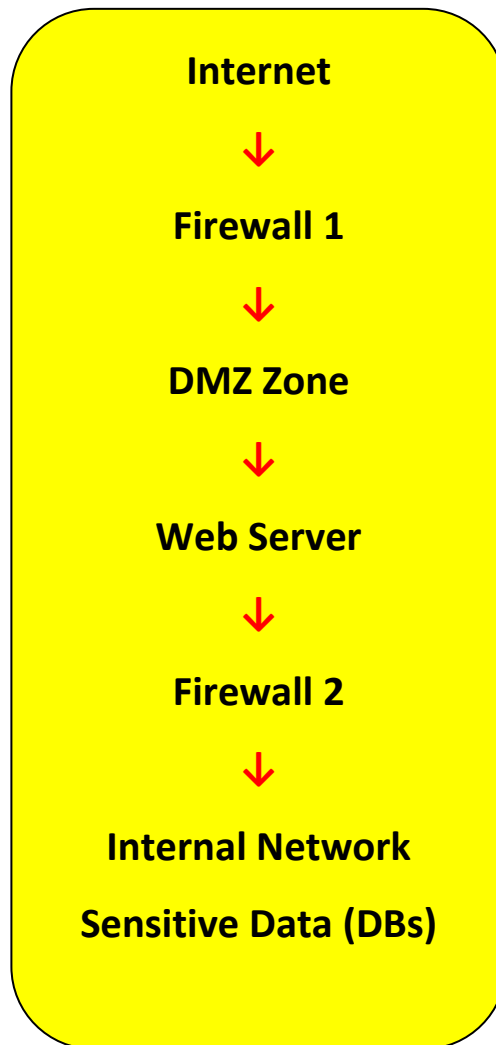 Internet
↓
Firewall 1
↓
DMZ Zone
↓
Web Server
↓
Firewall 2
↓
Internal Network
Sensitive Data (DBs)